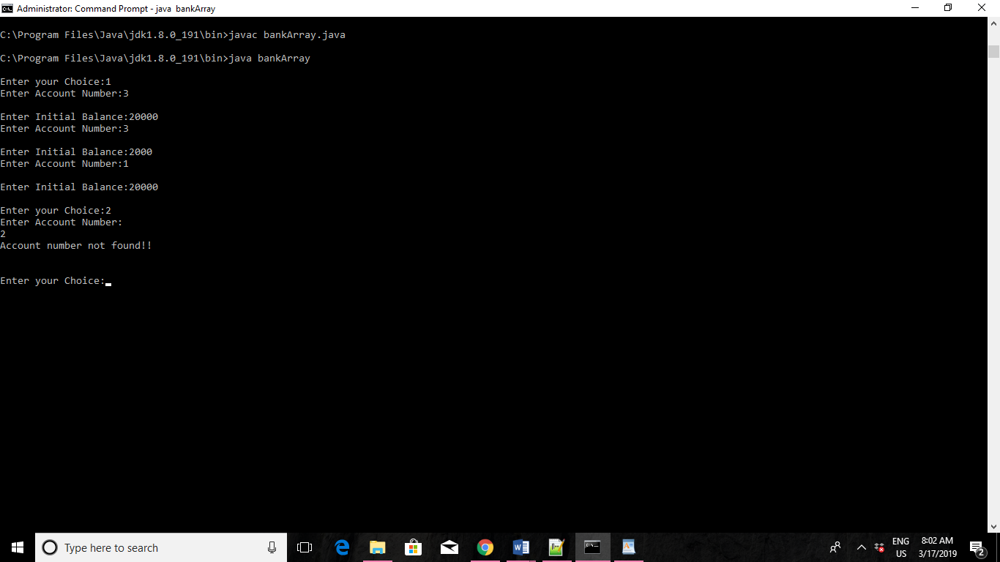 Administrator: Command Prompt - java  bankArray
C:\Program Files\Java\jdk1.8.0_191\bin>javac bankArray.java
C:\Program Files\Java\jdk1.8.0_191\bin>java bankArray
Enter your Choice:1
Enter Account Number:3
Enter Initial Balance:20000
Enter Account Number:3
Enter Initial Balance:2000
Enter Account Number:1
Enter Initial Balance:20000
Enter your Choice:2
Enter Account Number:
2
Account number not found!!
Enter your Choice:
Type here to search
ENG
US
8:02 AM
3/17/2019
2